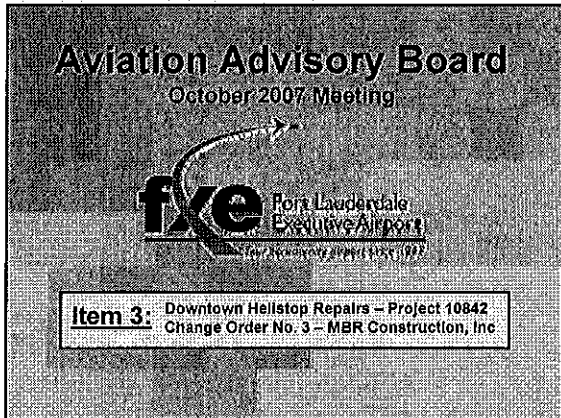 Aviation Advisory Board
October 2007 Meeting
fxe
Fort Lauderdale
Executive Airport
Item 3: Downtown Helistop Repairs – Project 10842
Change Order No. 3 – MBR Construction, Inc